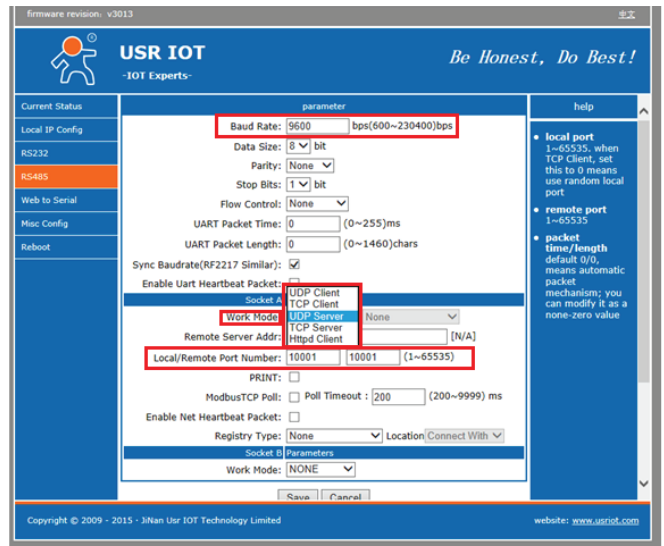 firmware revision: v3013 中文
USR IOT
-IOT Experts-
Be Honest, Do Best!
Current Status
Local IP Config
RS232
RS485
Web to Serial
Misc Config
Reboot
parameter
Baud Rate: 9600 bps(600~230400)bps
Data Size: 8 bit
Parity: None
Stop Bits: 1 bit
Flow Control: None
UART Packet Time: 0 (0~255)ms
UART Packet Length: 0 (0~1460)chars
Sync Baudrate(RF2217 Similar):
Enable Uart Heartbeat Packet:
Socket A
UDP Client
TCP Client
UDP Server
TCP Server
Httpd Client
Work Mode None
Remote Server Addr: [N/A]
Local/Remote Port Number: 10001 10001 (1~65535)
PRINT:
ModbusTCP Poll: Poll Timeout : 200 (200~9999) ms
Enable Net Heartbeat Packet:
Registry Type: None Location Connect With
Socket B Parameters
Work Mode: NONE
Save Cancel
help
local port
1~65535. when
TCP Client, set
this to 0 means
use random local
port
remote port
1~65535
packet
time/length
default 0/0,
means automatic
packet
mechanism; you
can modify it as a
none-zero value
Copyright © 2009 - 2015 - JiNan Usr IOT Technology Limited
website: www.usriot.com